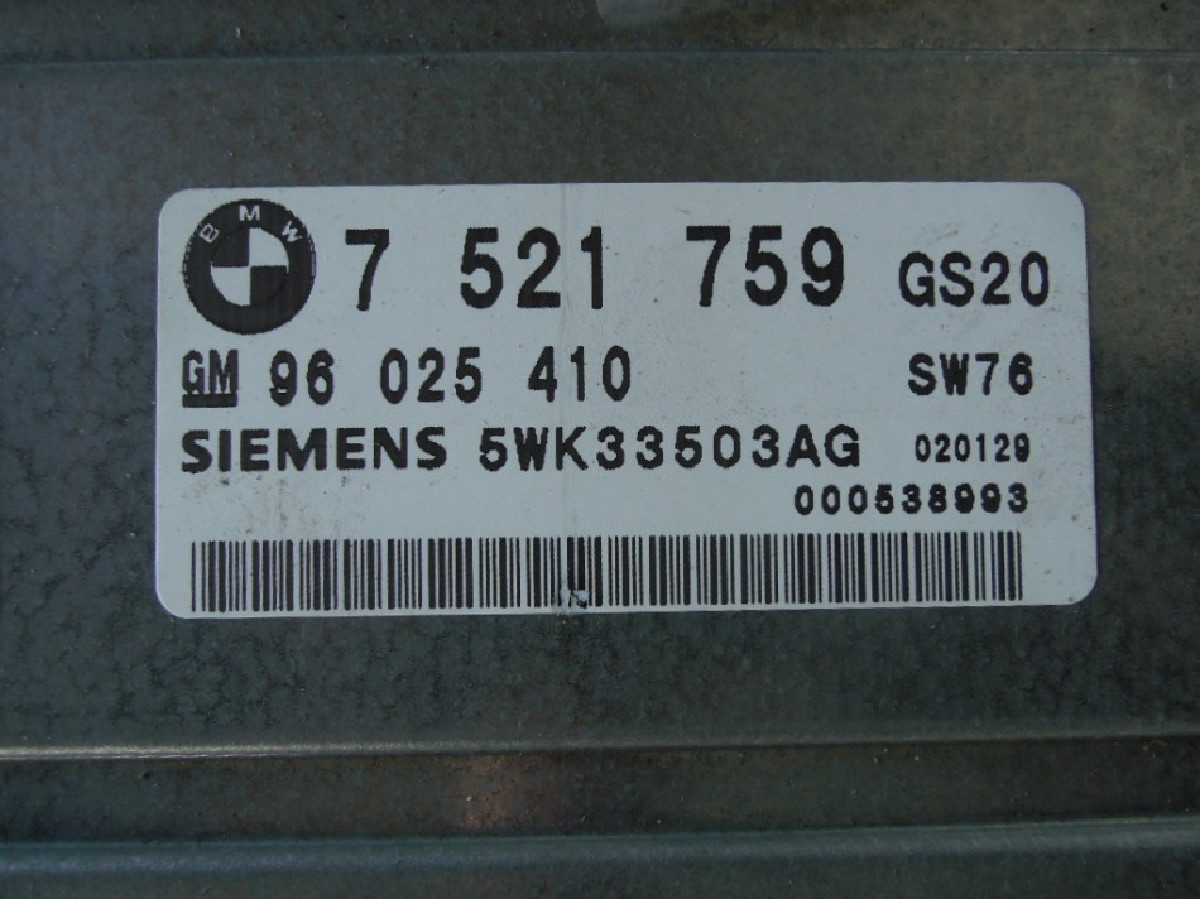 BMW 7 521 759 GS20
GM 96 025 410 SW76
SIEMENS 5WK33503AG 020129
000538993